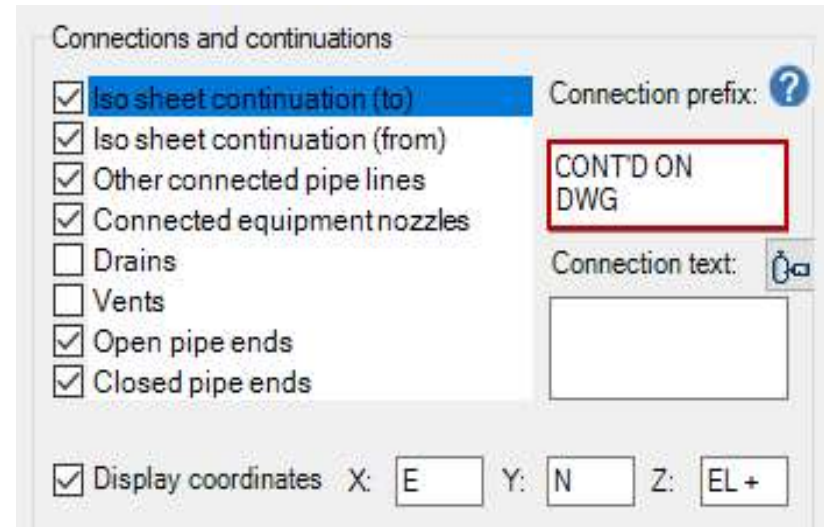 Connections and continuations
Iso sheet continuation (to)
Connection prefix: ?
Iso sheet continuation (from)
CONT'D ON
Other connected pipe lines
DWG
Connected equipment nozzles
Drains
Connection text:
Vents
Open pipe ends
Closed pipe ends
Display coordinates X: E Y: N Z: EL +